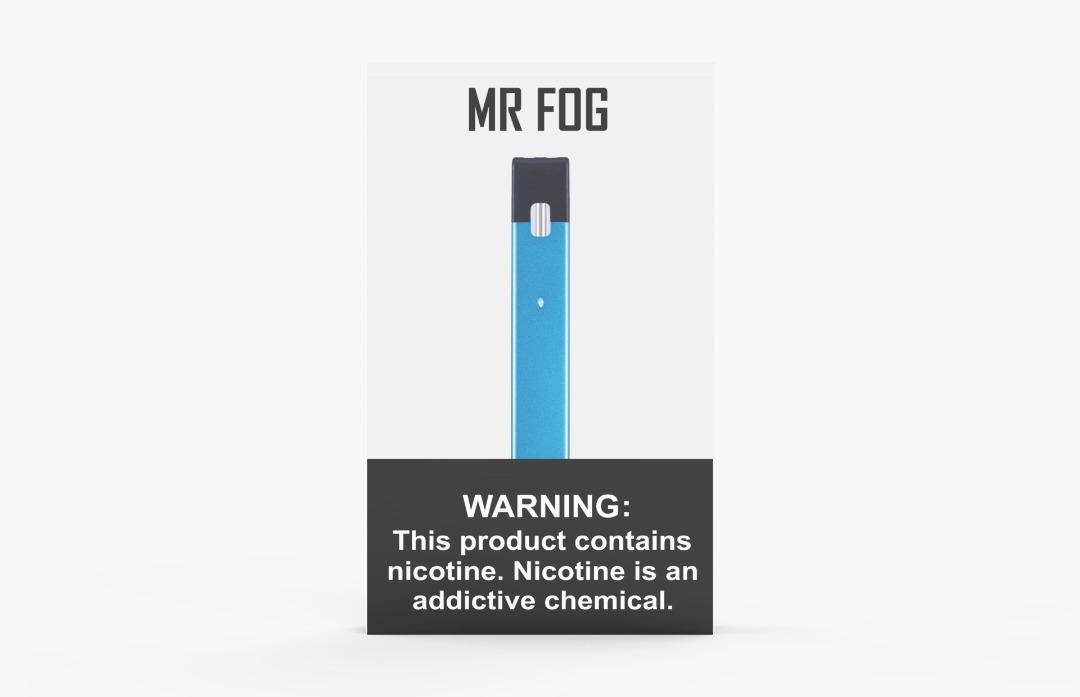 MR FOG
WARNING:
This product contains
nicotine. Nicotine is an
addictive chemical.